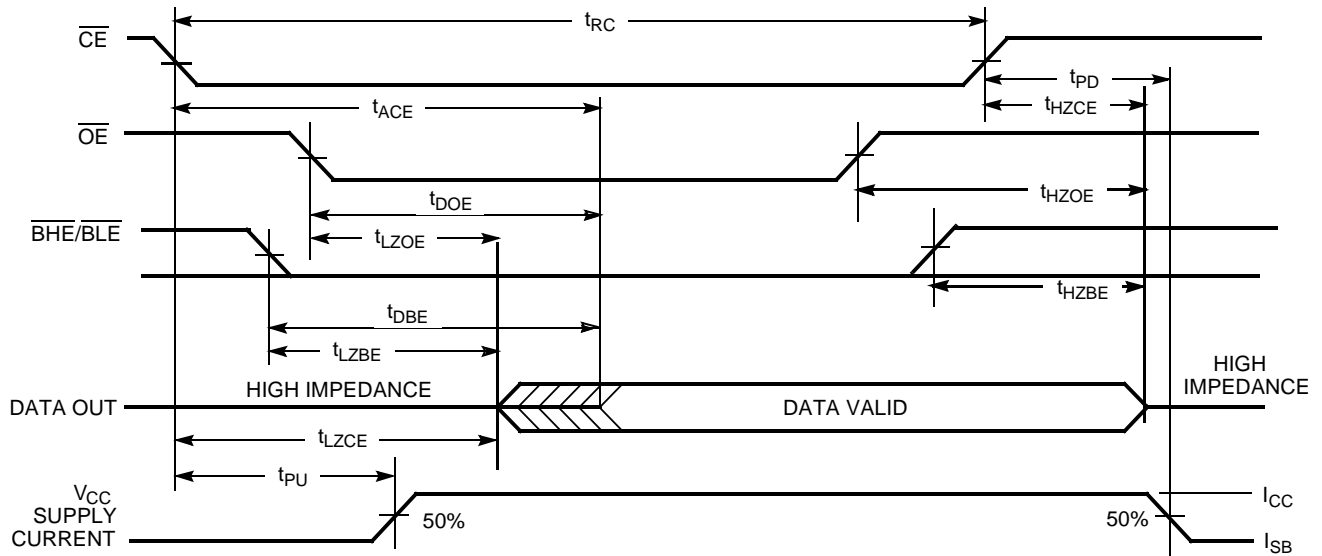 tRC
CE
tPD
tHZCE
tACE
OE
tDOE
tHZOE
tLZOE
BHE/BLE
tHZBE
tDBE
tLZBE
HIGH IMPEDANCE
HIGH
IMPEDANCE
DATA OUT
DATA VALID
tLZCE
tPU
VCC
SUPPLY
CURRENT
50%
50%
ICC
ISB